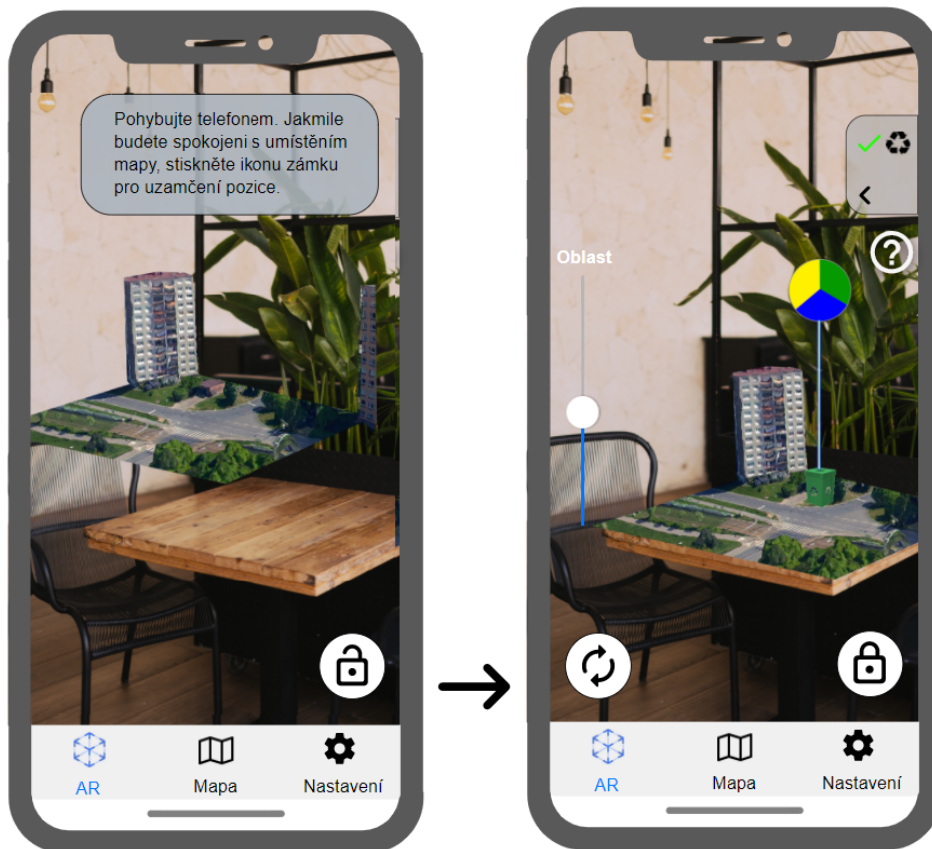 Pohybujte telefonem. Jakmile
budete spokojeni s umístěním
mapy, stiskněte ikonu zámku
pro uzamčení pozice.
AR
Mapa
Nastavení
Oblast
?
AR
Mapa
Nastavení